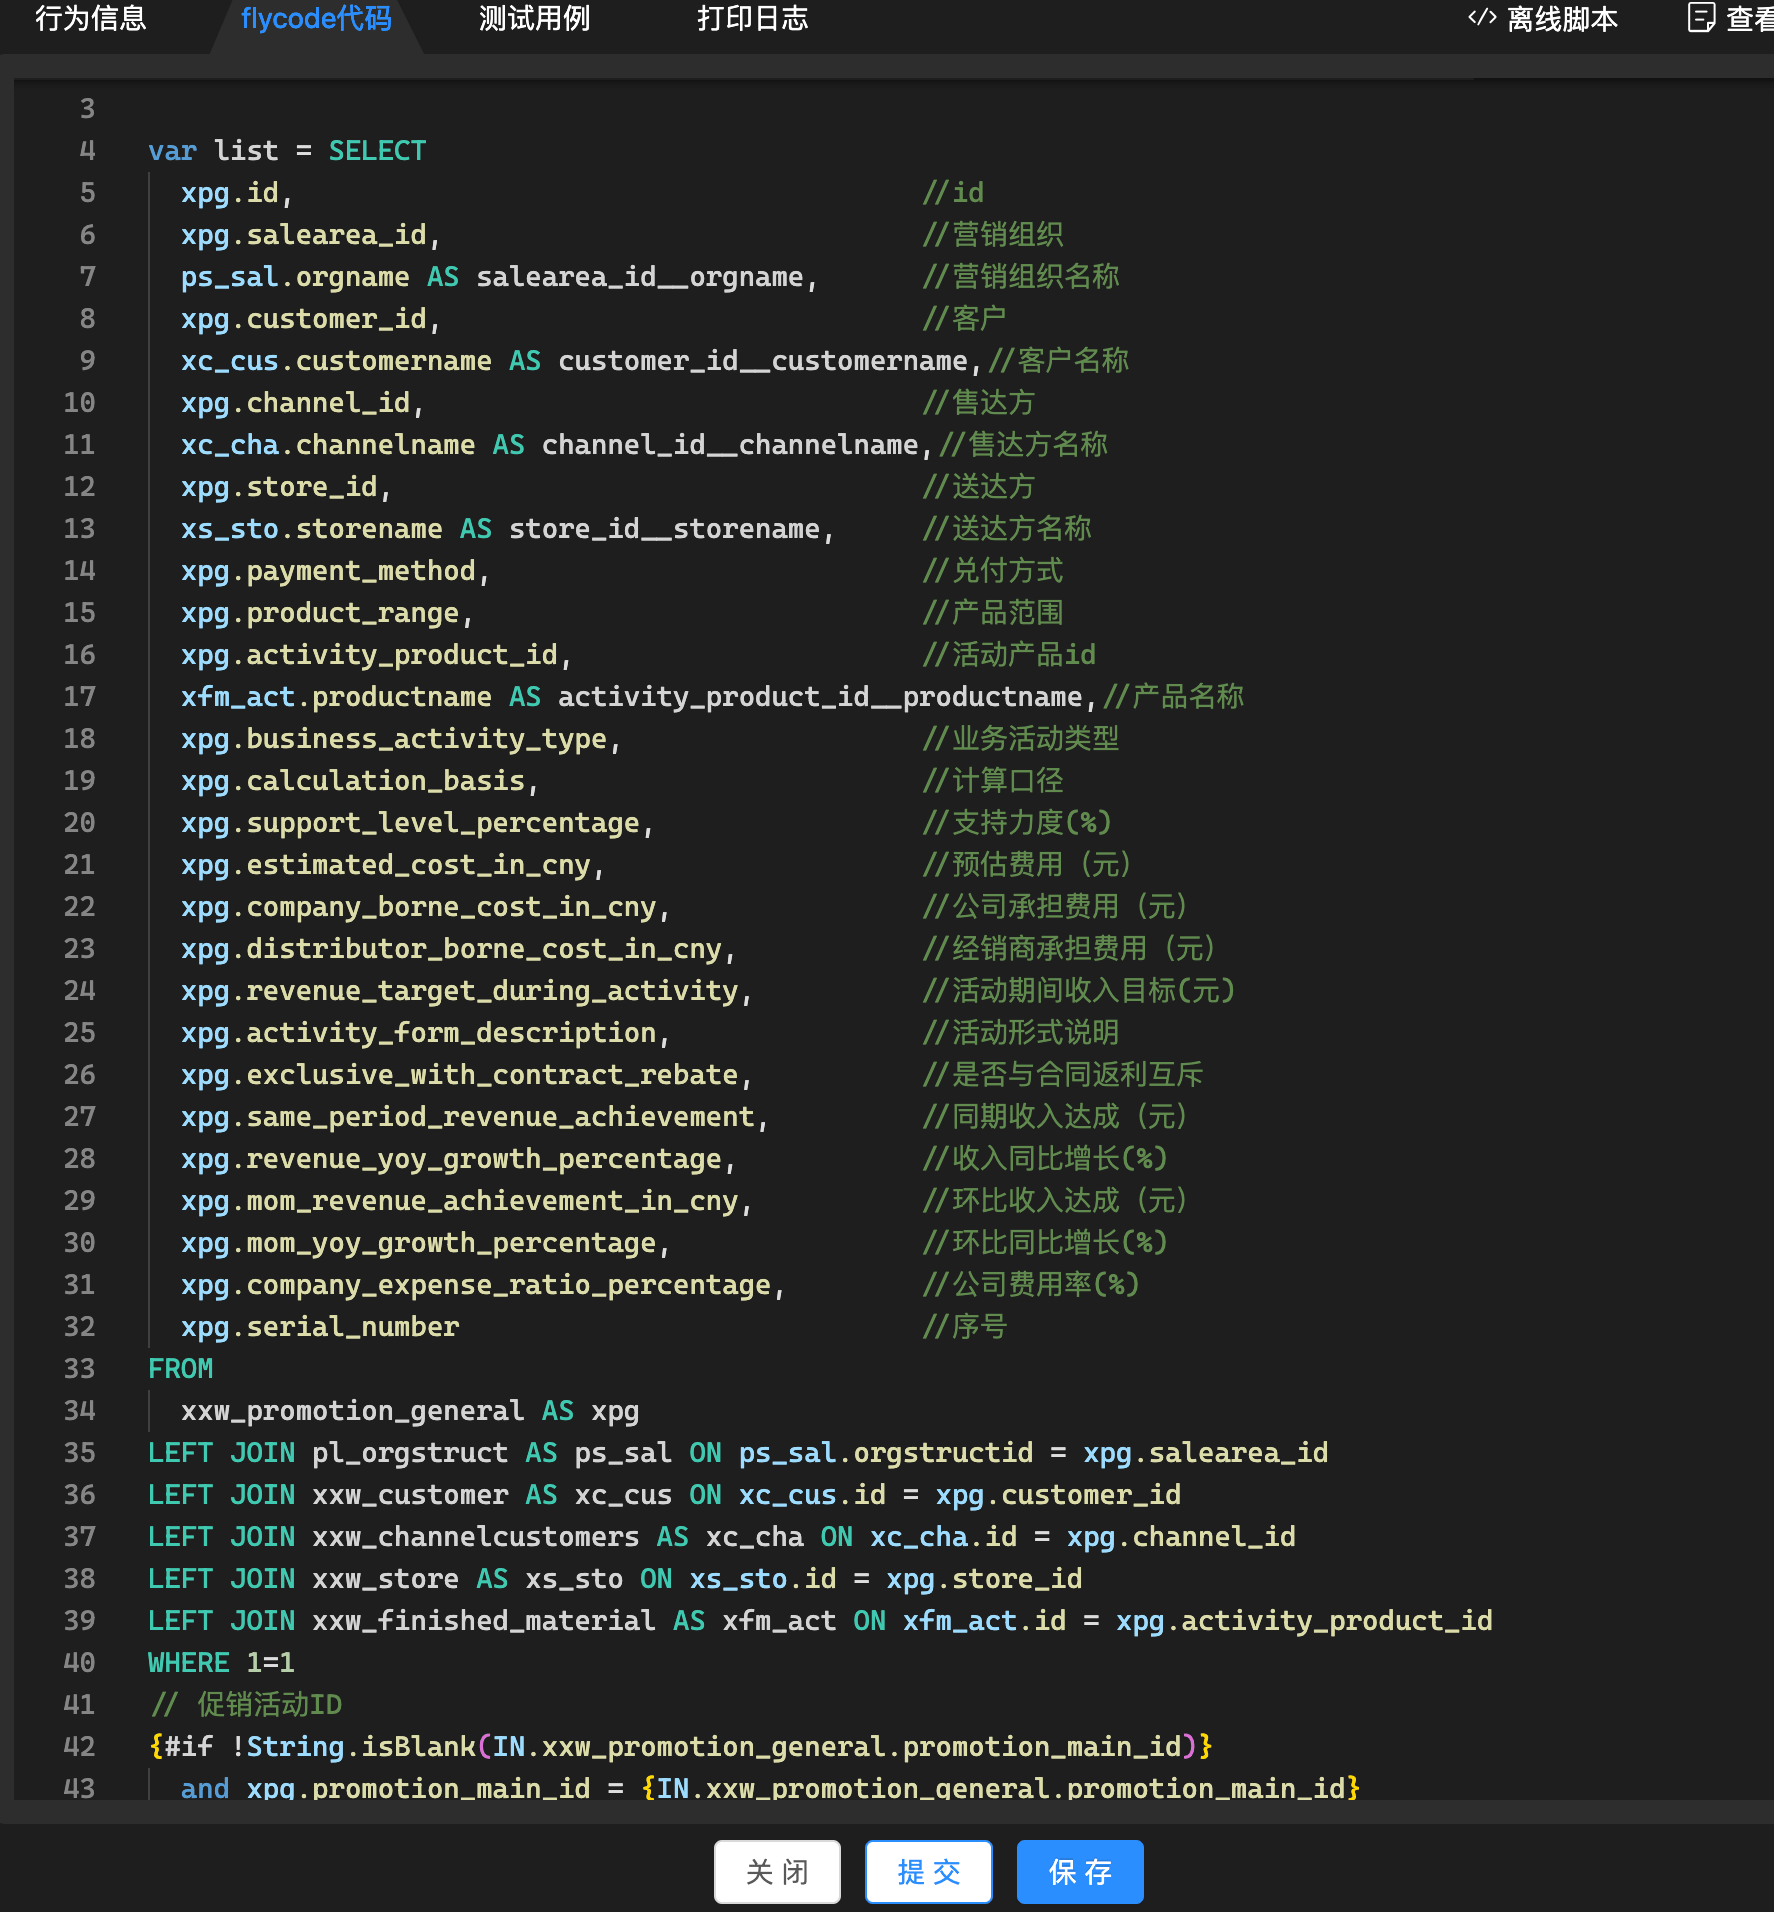 行为信息 flycode代码 测试用例 打印日志 </> 离线脚本 查看
3
4 var list = SELECT
5 xpg.id, //id
6 xpg.salearea_id, //营销组织
7 ps_sal.orgname AS salearea_id__orgname, //营销组织名称
8 xpg.customer_id, //客户
9 xc_cus.customername AS customer_id__customername,//客户名称
10 xpg.channel_id, //售达方
11 xc_cha.channelname AS channel_id__channelname,//售达方名称
12 xpg.store_id, //送达方
13 xs_sto.storename AS store_id__storename, //送达方名称
14 xpg.payment_method, //兑付方式
15 xpg.product_range, //产品范围
16 xpg.activity_product_id, //活动产品id
17 xfm_act.productname AS activity_product_id__productname,//产品名称
18 xpg.business_activity_type, //业务活动类型
19 xpg.calculation_basis, //计算口径
20 xpg.support_level_percentage, //支持力度(%)
21 xpg.estimated_cost_in_cny, //预估费用（元）
22 xpg.company_borne_cost_in_cny, //公司承担费用（元）
23 xpg.distributor_borne_cost_in_cny, //经销商承担费用（元）
24 xpg.revenue_target_during_activity, //活动期间收入目标(元)
25 xpg.activity_form_description, //活动形式说明
26 xpg.exclusive_with_contract_rebate, //是否与合同返利互斥
27 xpg.same_period_revenue_achievement, //同期收入达成（元）
28 xpg.revenue_yoy_growth_percentage, //收入同比增长(%)
29 xpg.mom_revenue_achievement_in_cny, //环比收入达成（元）
30 xpg.mom_yoy_growth_percentage, //环比同比增长(%)
31 xpg.company_expense_ratio_percentage, //公司费用率(%)
32 xpg.serial_number //序号
33 FROM
34 xxw_promotion_general AS xpg
35 LEFT JOIN pl_orgstruct AS ps_sal ON ps_sal.orgstructid = xpg.salearea_id
36 LEFT JOIN xxw_customer AS xc_cus ON xc_cus.id = xpg.customer_id
37 LEFT JOIN xxw_channelcustomers AS xc_cha ON xc_cha.id = xpg.channel_id
38 LEFT JOIN xxw_store AS xs_sto ON xs_sto.id = xpg.store_id
39 LEFT JOIN xxw_finished_material AS xfm_act ON xfm_act.id = xpg.activity_product_id
40 WHERE 1=1
41 // 促销活动ID
42 {#if !String.isBlank(IN.xxw_promotion_general.promotion_main_id)}
43 and xpg.promotion_main_id = {IN.xxw_promotion_general.promotion_main_id}
关 闭 提 交 保 存